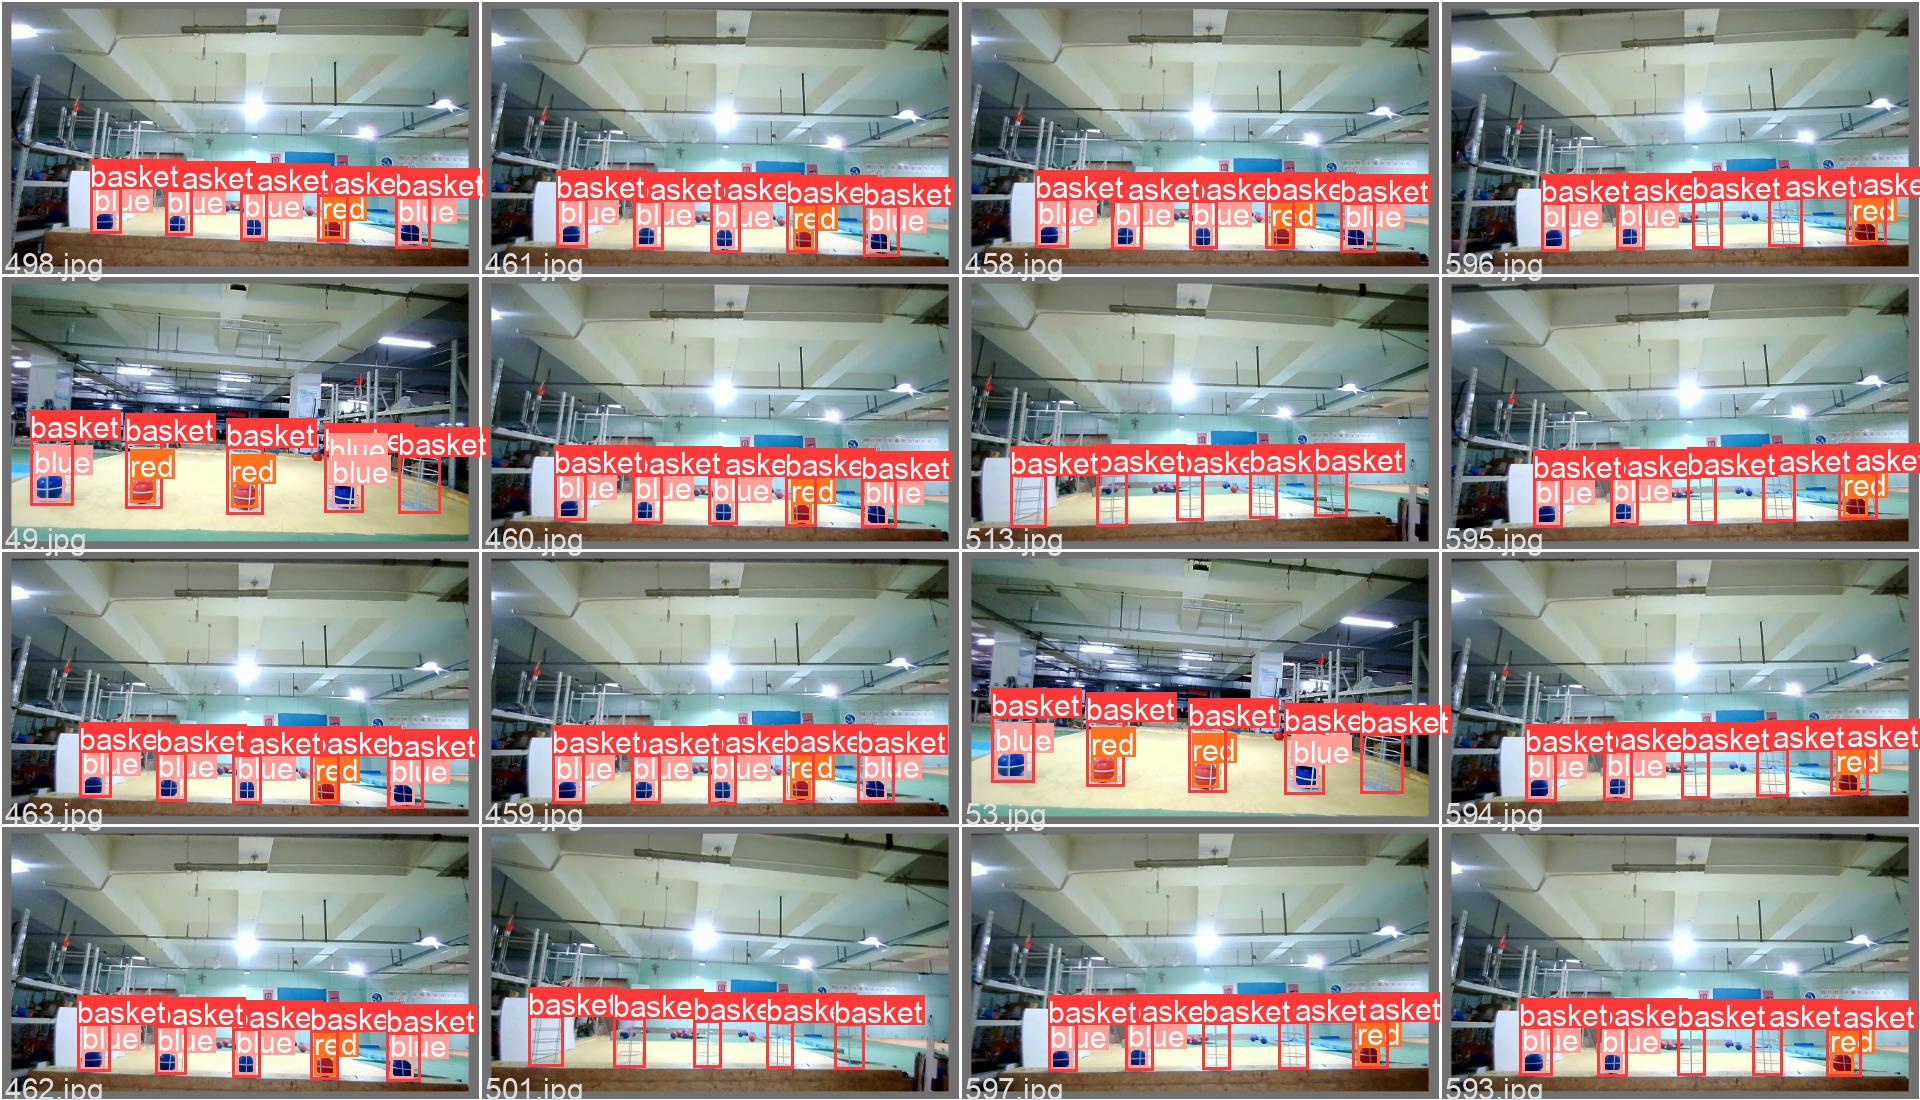 basket asket asket baske basket
blue blue blue red blue
498.jpg
basket baske aske baske basket
blue blue blue red blue
461.jpg
basket aske baske baske basket
blue blue blue red blue
458.jpg
basket aske basket asket baske
blue blue red
596.jpg
basket basket basket blue basket
blue red red blue
49.jpg
basket baske aske baske basket
blue blue blue red blue
460.jpg
basket basket aske bask basket
513.jpg
basket aske basket asket asket
blue blue red
595.jpg
baske basket asket aske basket
blue blue blue red blue
463.jpg
basket aske aske baske basket
blue blue blue red blue
459.jpg
basket basket basket baske basket
blue red red blue
53.jpg
basket aske basket asket asket
blue blue red
594.jpg
basket asket aske baske basket
blue blue blue red blue
462.jpg
basket baske baske baske basket
501.jpg
basket aske basket asket asket
blue blue red
597.jpg
basket aske basket asket asket
blue blue red
593.jpg